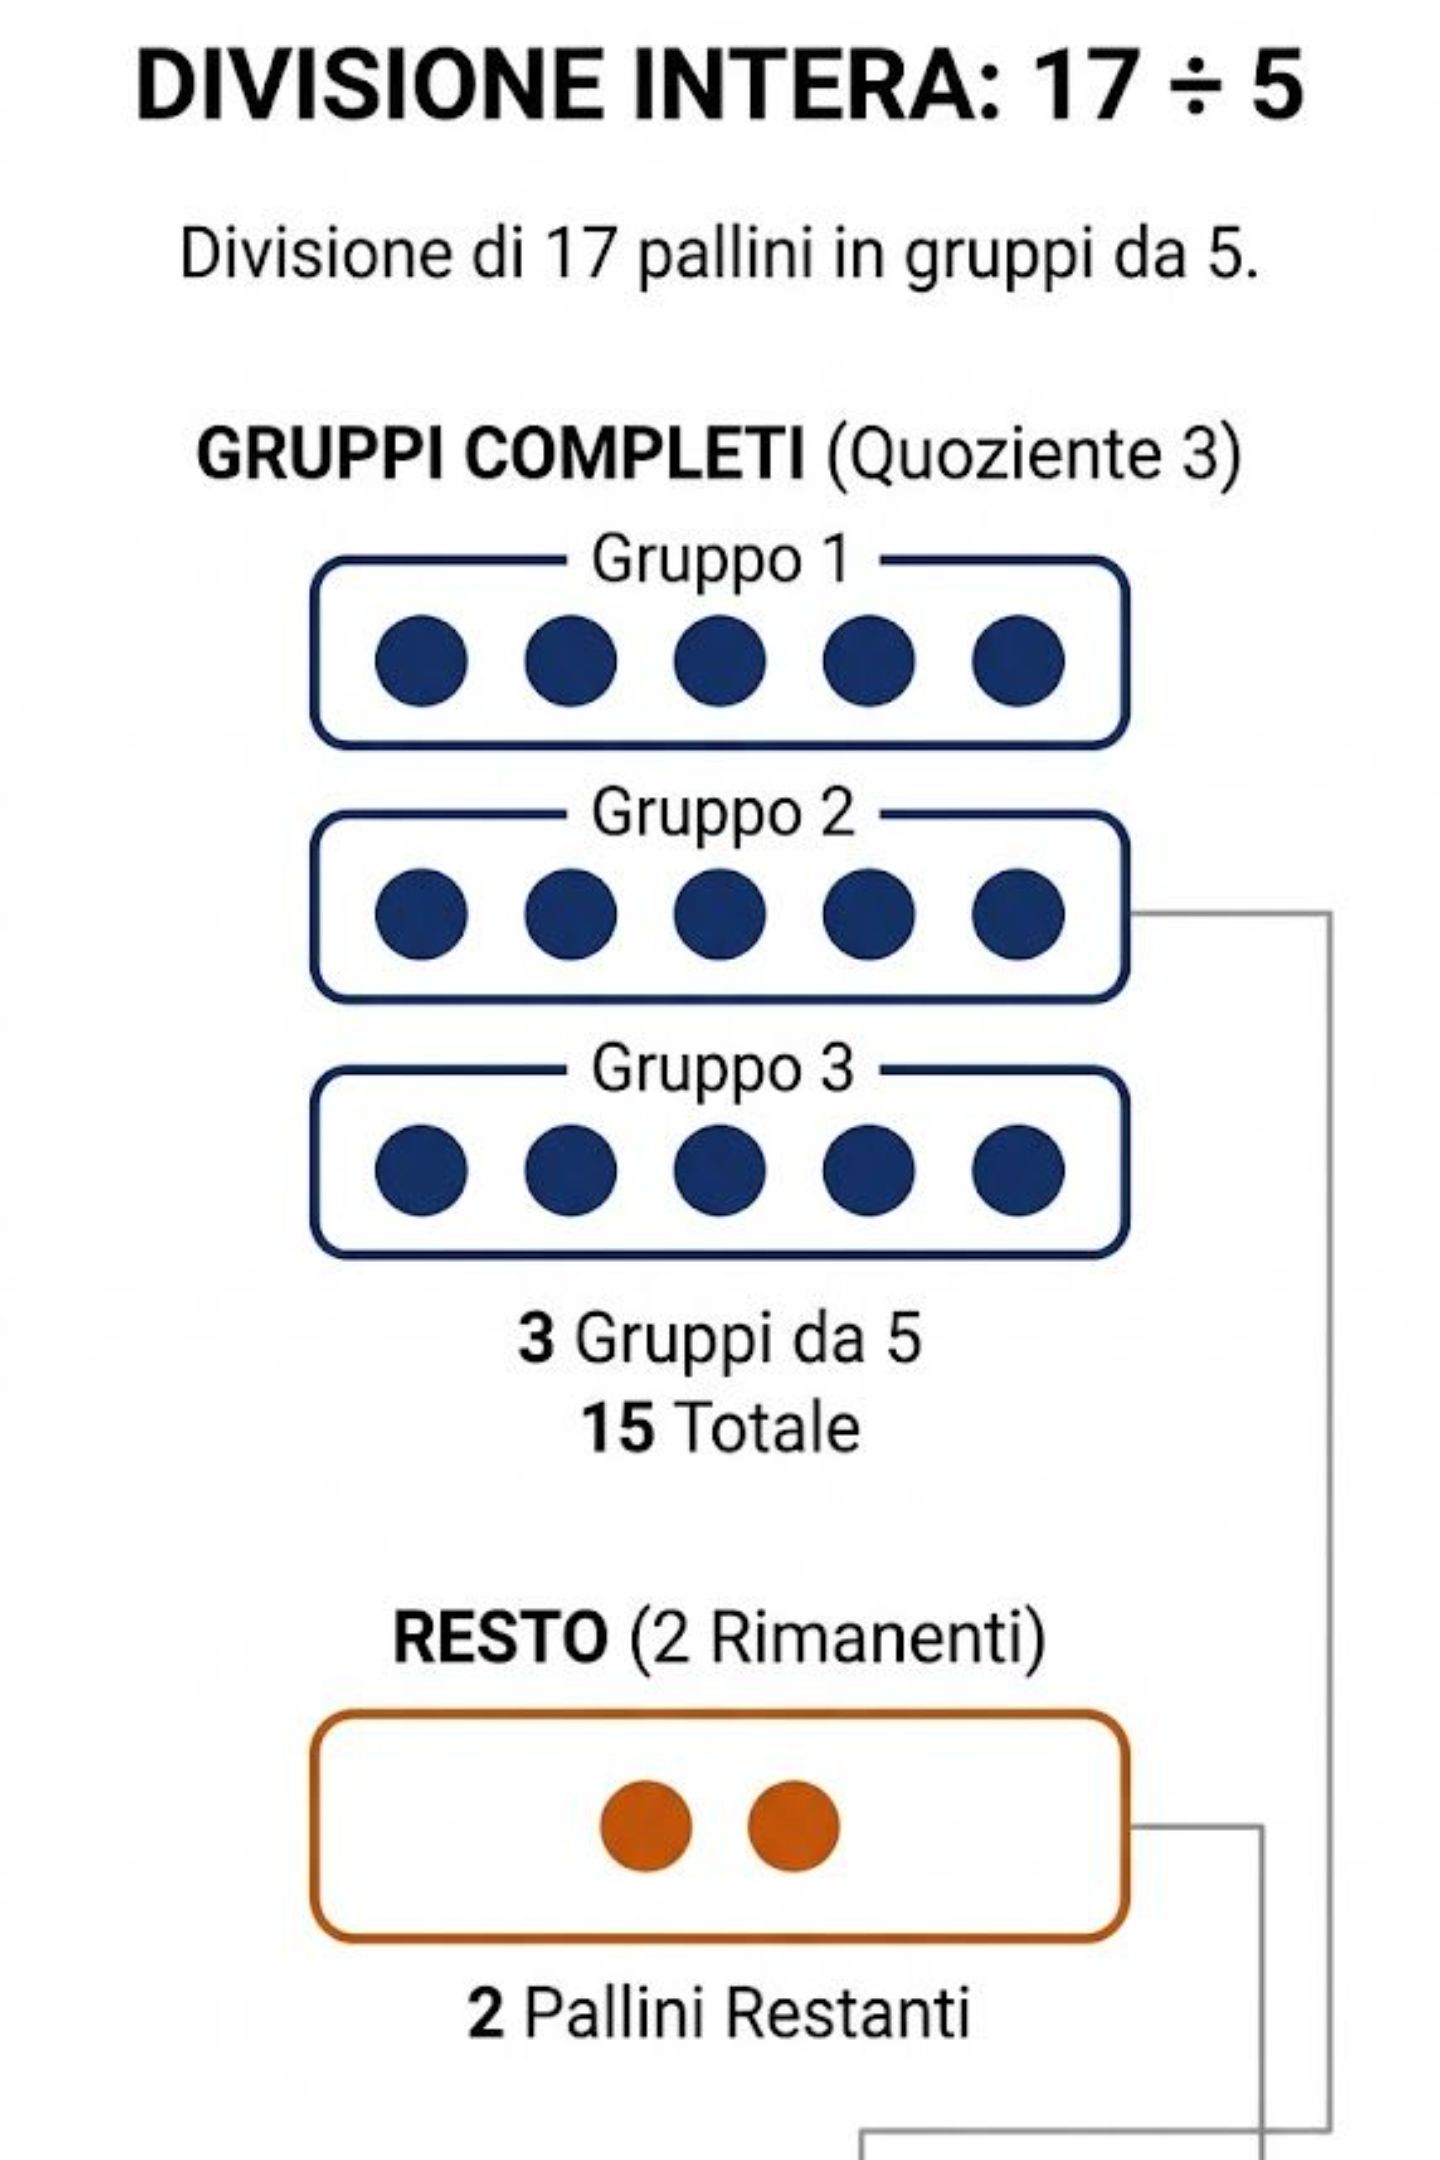 DIVISIONE INTERA: 17 ÷ 5
Divisione di 17 pallini in gruppi da 5.
GRUPPI COMPLETI (Quoziente 3)
Gruppo 1
Gruppo 2
Gruppo 3
3 Gruppi da 5
15 Totale
RESTO (2 Rimanenti)
2 Pallini Restanti